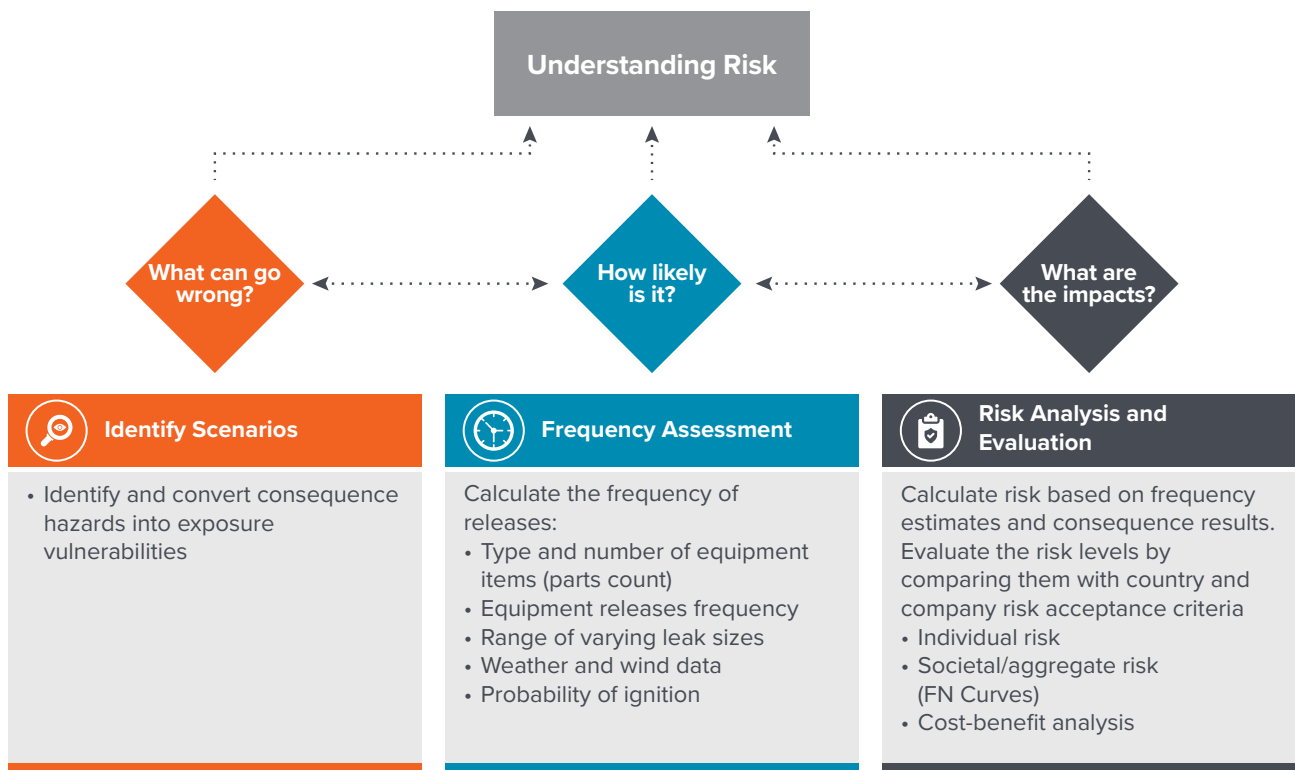 Understanding Risk
What can go
wrong?
How likely
is it?
What are
the impacts?
Identify Scenarios
• Identify and convert consequence
hazards into exposure
vulnerabilities
Frequency Assessment
Calculate the frequency of
releases:
• Type and number of equipment
items (parts count)
• Equipment releases frequency
• Range of varying leak sizes
• Weather and wind data
• Probability of ignition
Risk Analysis and
Evaluation
Calculate risk based on frequency
estimates and consequence results.
Evaluate the risk levels by
comparing them with country and
company risk acceptance criteria
• Individual risk
• Societal/aggregate risk
(FN Curves)
• Cost-benefit analysis